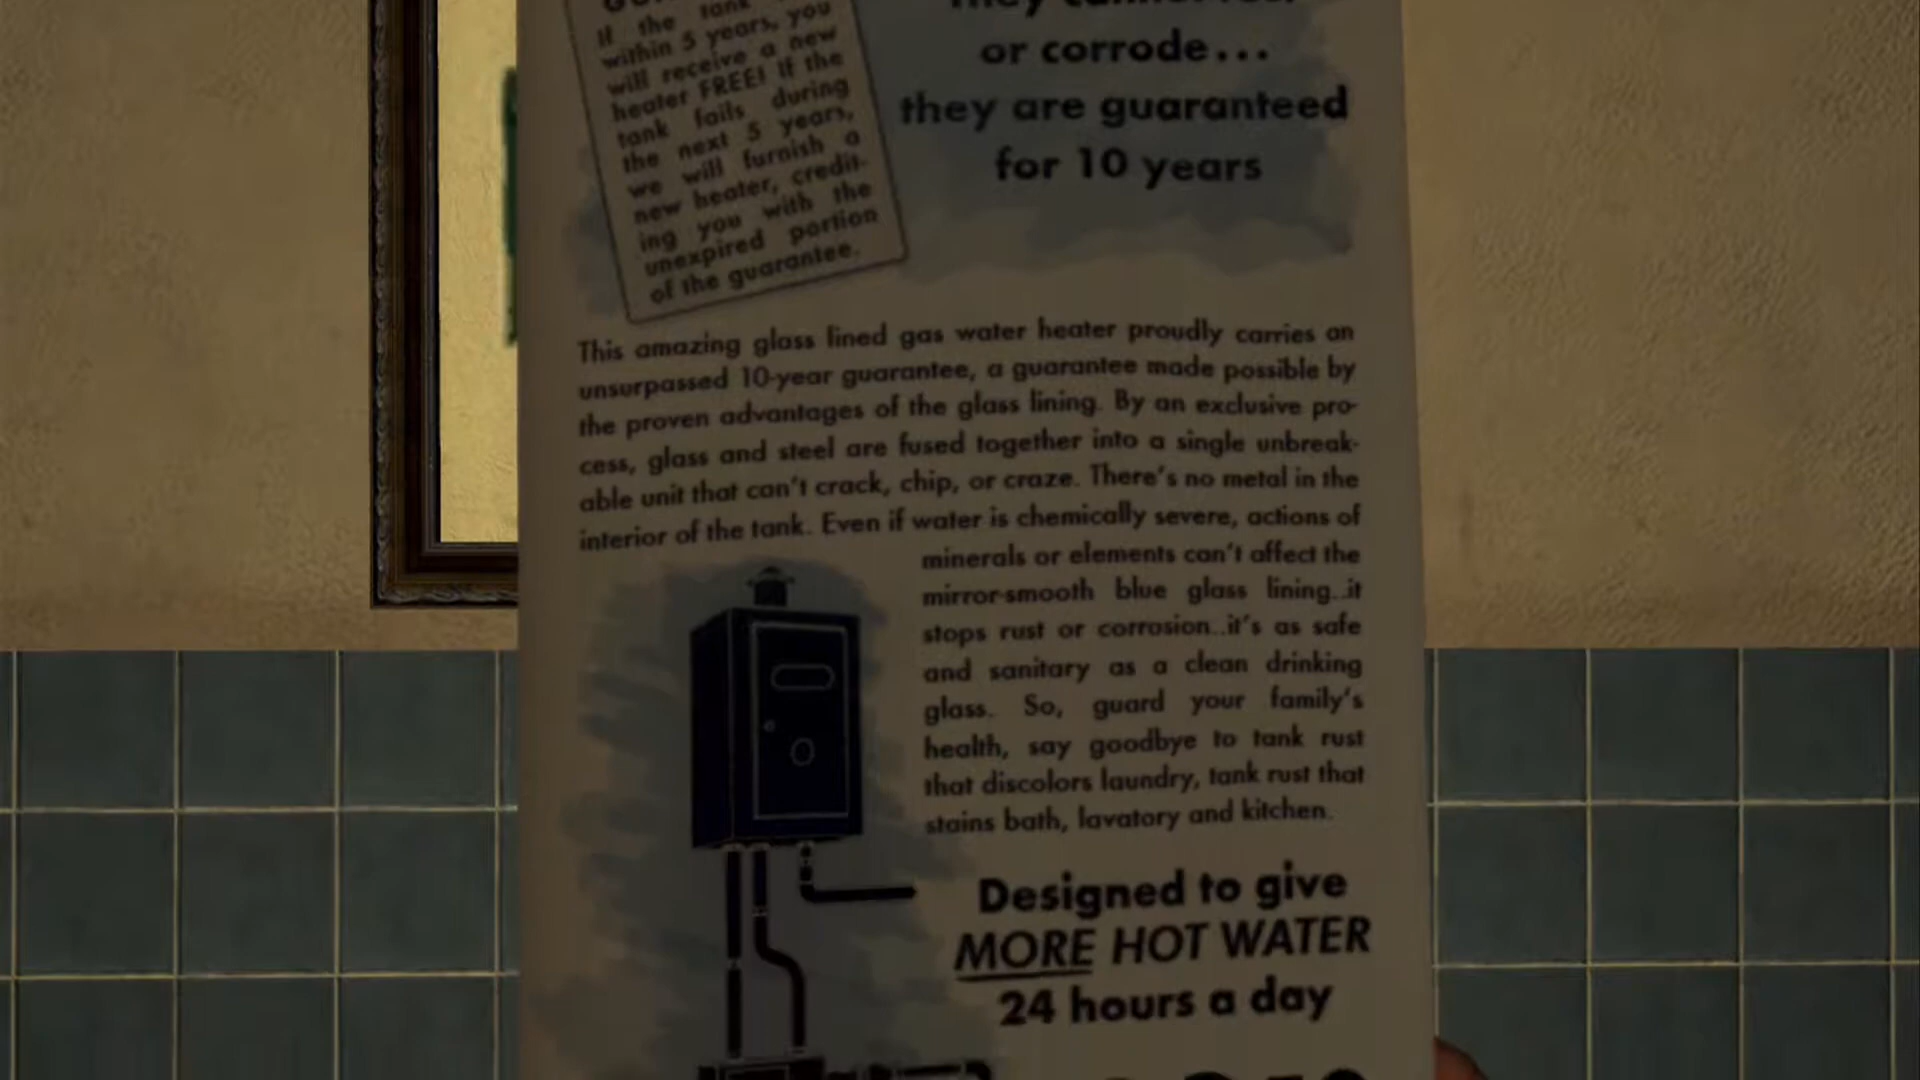 If the tank
within 5 years, you
will receive a new
heater FREE! If the
tank fails during
the next 5 years,
we will furnish a
new heater, credit-
ing you with the
unexpired portion
of the guarantee.
or corrode...
they are guaranteed
for 10 years
This amazing glass lined gas water heater proudly carries an
unsurpassed 10-year guarantee, a guarantee made possible by
the proven advantages of the glass lining. By an exclusive pro-
cess, glass and steel are fused together into a single unbreak-
able unit that can't crack, chip, or craze. There's no metal in the
interior of the tank. Even if water is chemically severe, actions of
minerals or elements can't affect the
mirror-smooth blue glass lining..it
stops rust or corrosion..it's as safe
and sanitary as a clean drinking
glass. So, guard your family's
health, say goodbye to tank rust
that discolors laundry, tank rust that
stains bath, lavatory and kitchen.
Designed to give
MORE HOT WATER
24 hours a day